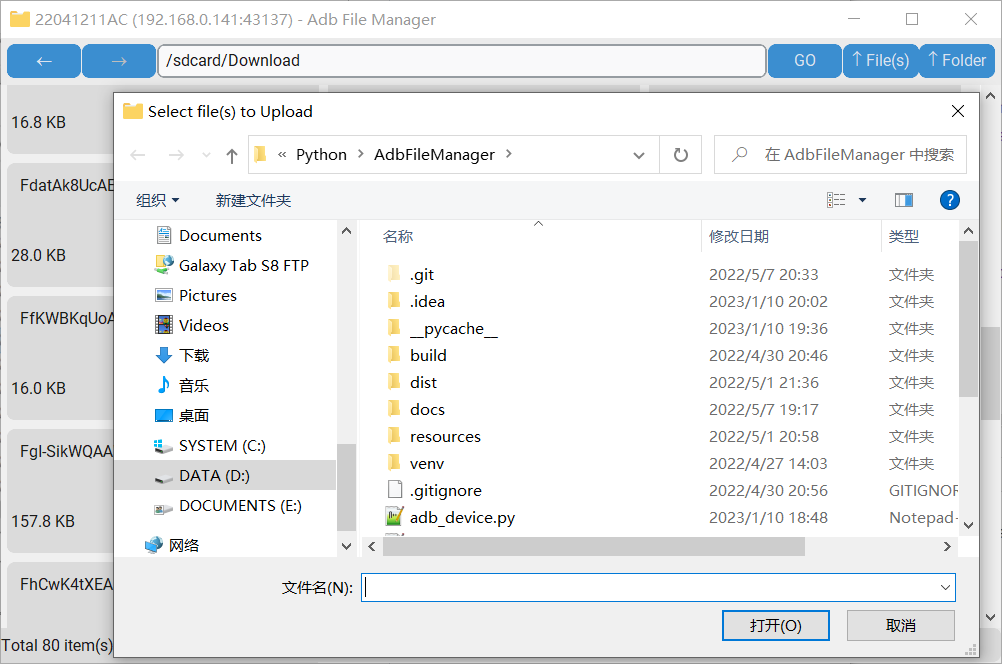 22041211AC (192.168.0.141:43137) - Adb File Manager
← → /sdcard/Download GO ↑ File(s) ↑ Folder
16.8 KB
FdatAk8UcAE
28.0 KB
FfKWBKqUoA
16.0 KB
FgI-SikWQAA
157.8 KB
FhCwK4tXEA
Total 80 item(s)
Select file(s) to Upload
« Python > AdbFileManager >
在 AdbFileManager 中搜索
组织 新建文件夹
Documents
Galaxy Tab S8 FTP
Pictures
Videos
下载
音乐
桌面
SYSTEM (C:)
DATA (D:)
DOCUMENTS (E:)
网络
名称 修改日期 类型
.git 2022/5/7 20:33 文件夹
.idea 2023/1/10 20:02 文件夹
__pycache__ 2023/1/10 19:36 文件夹
build 2022/4/30 20:46 文件夹
dist 2022/5/1 21:36 文件夹
docs 2022/5/7 19:17 文件夹
resources 2022/5/1 20:58 文件夹
venv 2022/4/27 14:03 文件夹
.gitignore 2022/4/30 20:56 GITIGNOR
adb_device.py 2023/1/10 18:48 Notepad-
文件名(N):
打开(O) 取消